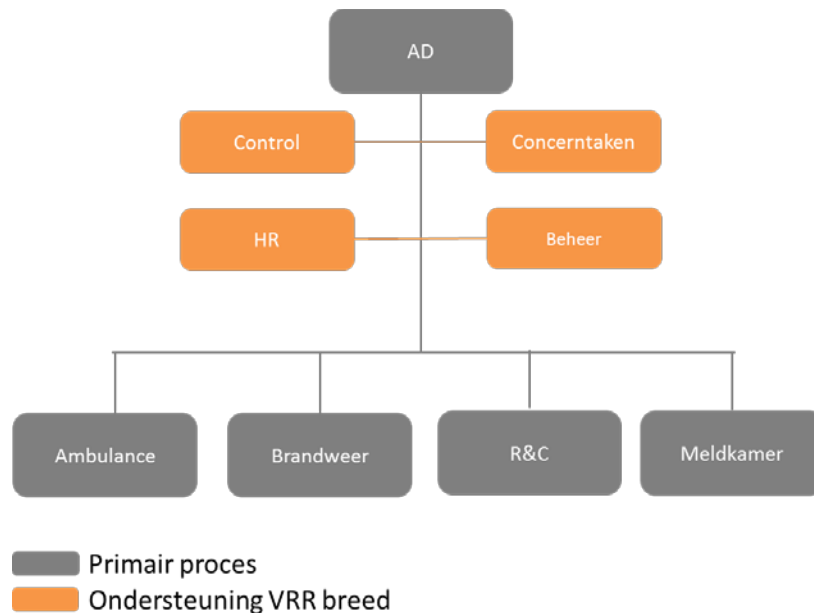 AD
Control
Concerntaken
HR
Beheer
Ambulance
Brandweer
R&C
Meldkamer
Primair proces
Ondersteuning VRR breed